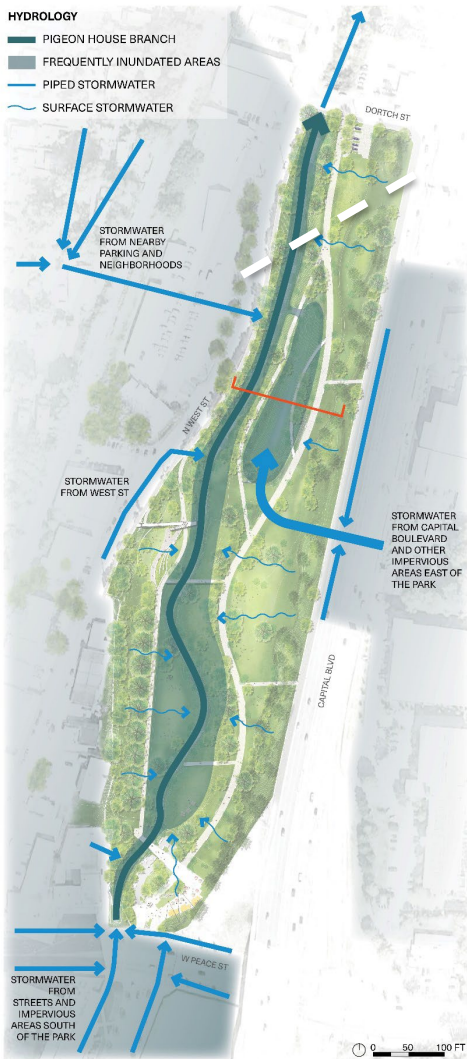 HYDROLOGY
PIGEON HOUSE BRANCH
FREQUENTLY INUNDATED AREAS
PIPED STORMWATER
SURFACE STORMWATER
DORTCH ST
STORMWATER
FROM NEARBY
PARKING AND
NEIGHBORHOODS
N WEST ST
STORMWATER
FROM WEST ST
STORMWATER
FROM CAPITAL
BOULEVARD
AND OTHER
IMPERVIOUS
AREAS EAST OF
THE PARK
CAPITAL BLVD
W PEACE ST
STORMWATER
FROM
STREETS AND
IMPERVIOUS
AREAS SOUTH
OF THE PARK
0 50 100 FT